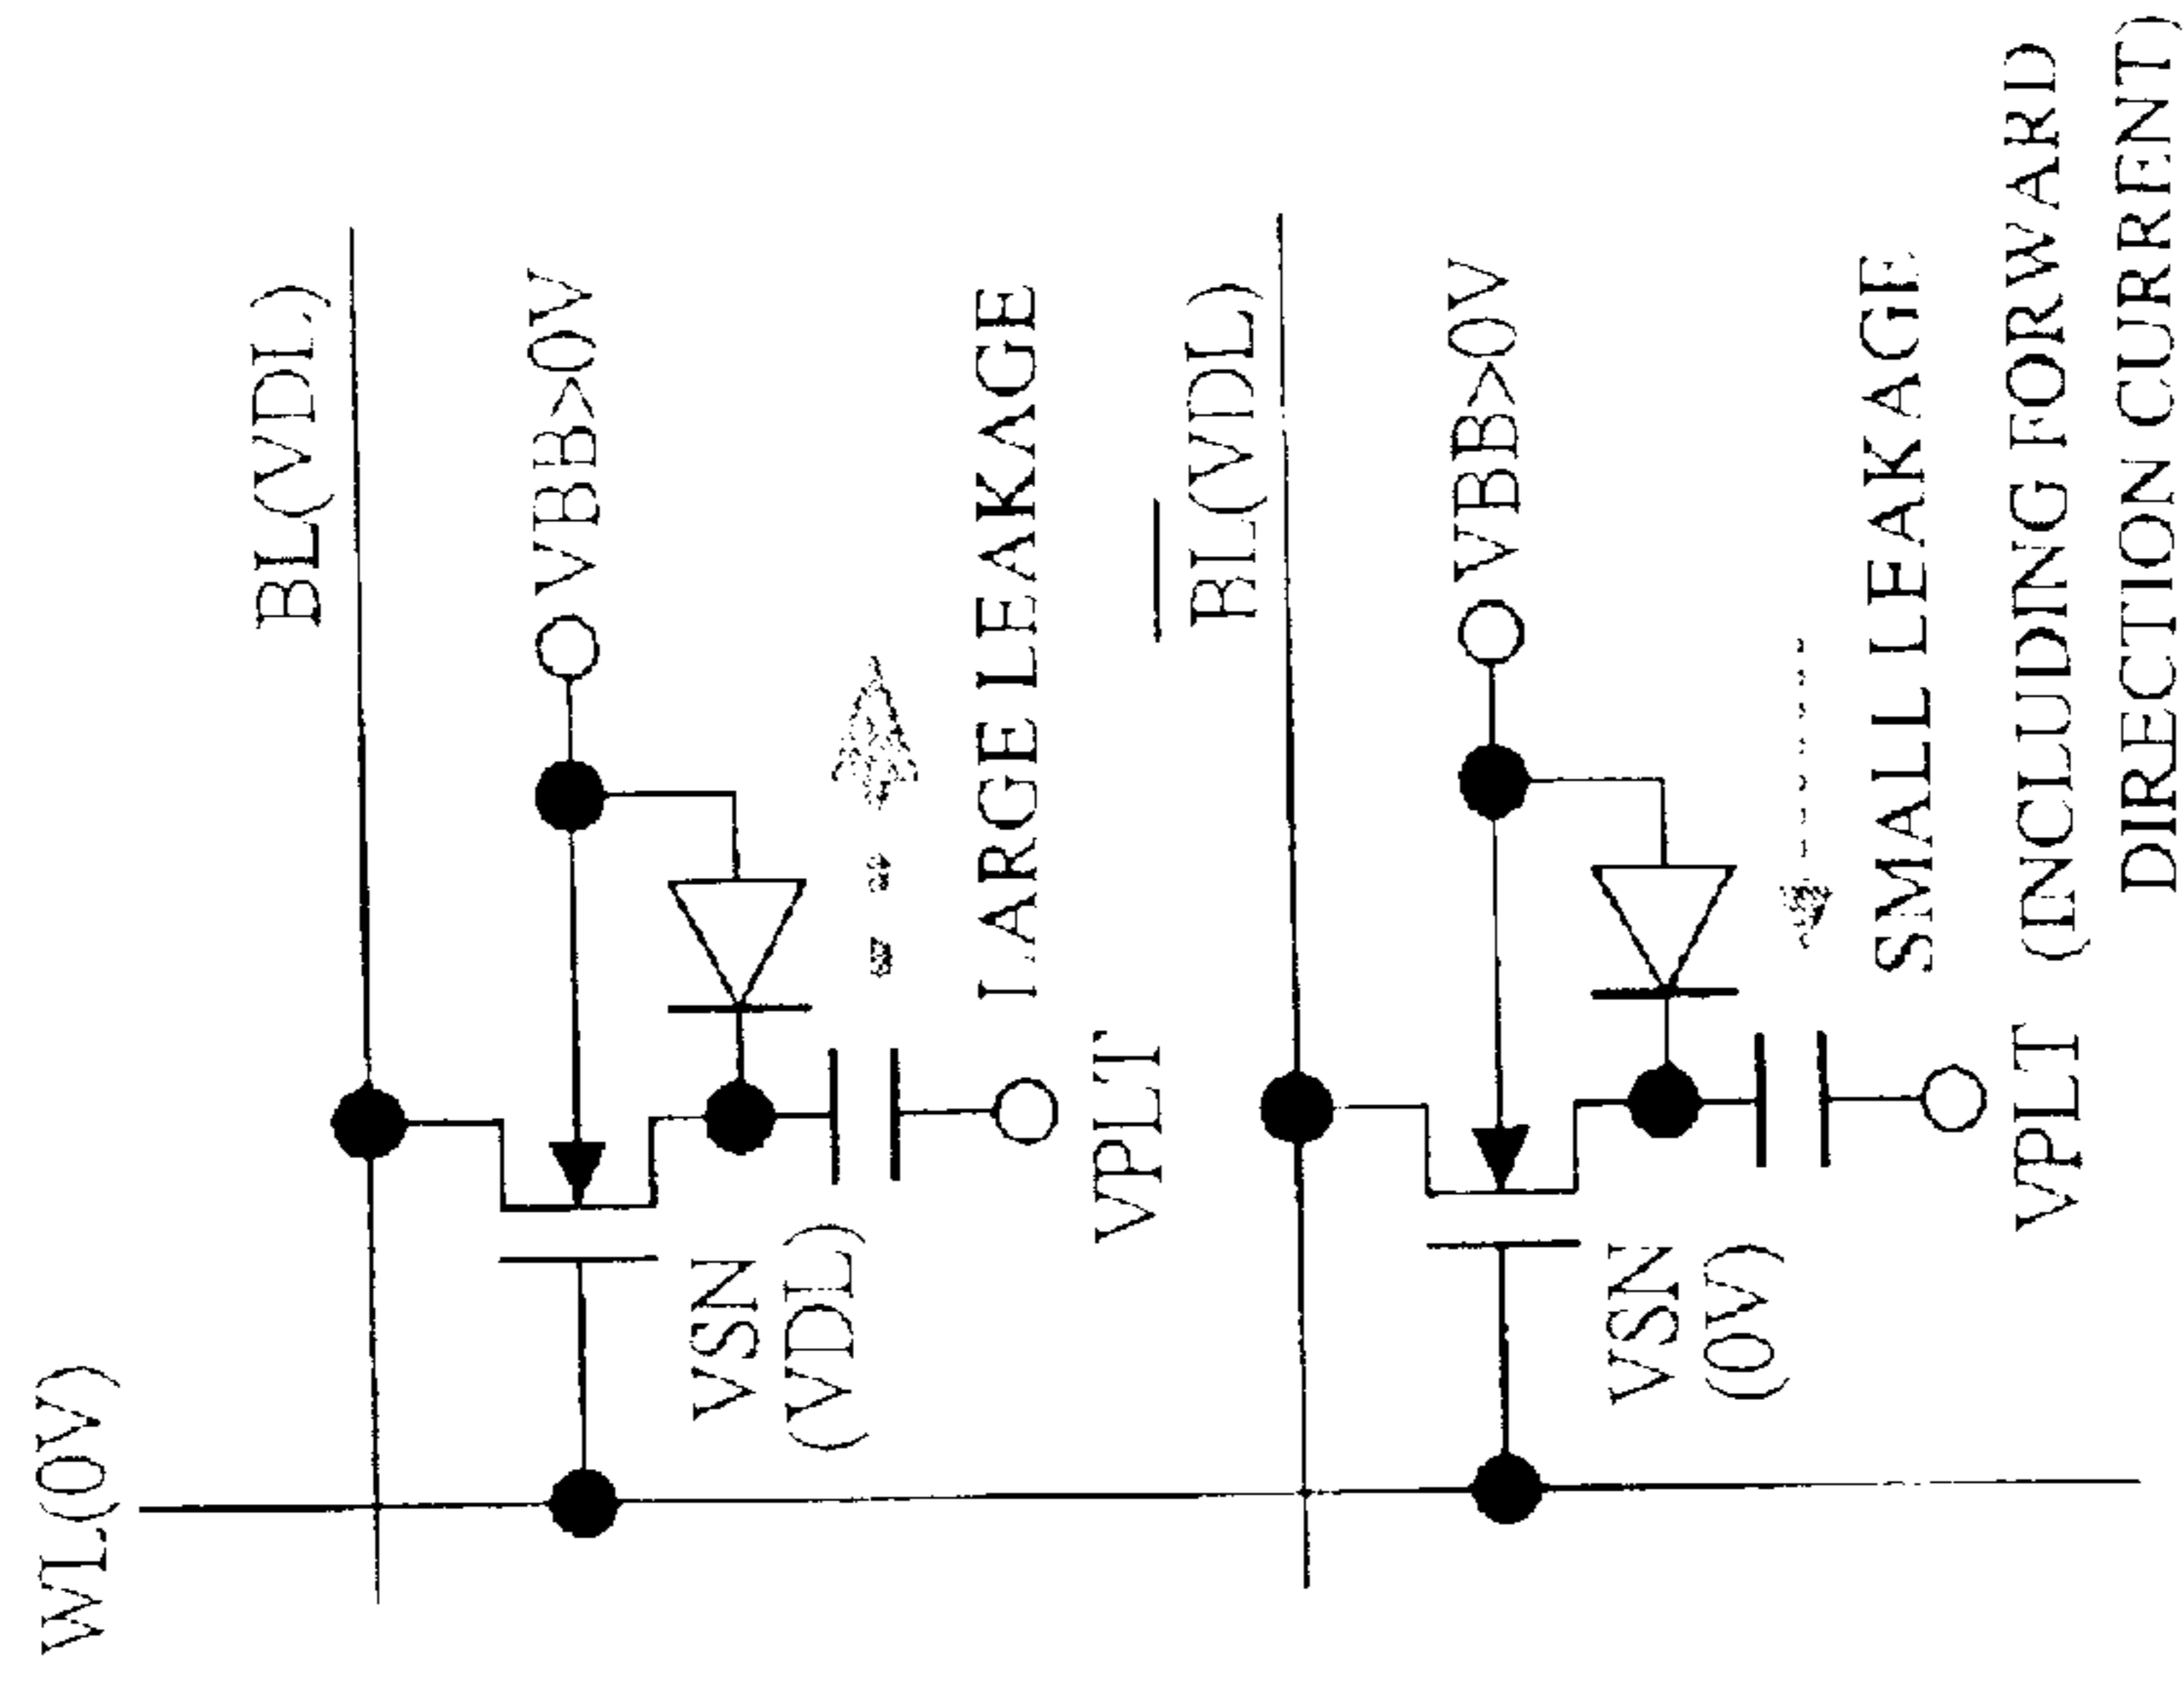 WL(0V)
BL(VDL)
VBB>0V
VSN
(VDL)
LARGE LEAKAGE
VPLT
BL(VDL)
VBB>0V
VSN
(0V)
SMALL LEAKAGE
VPLT
(INCLUDING FORWARD
DIRECTION CURRENT)